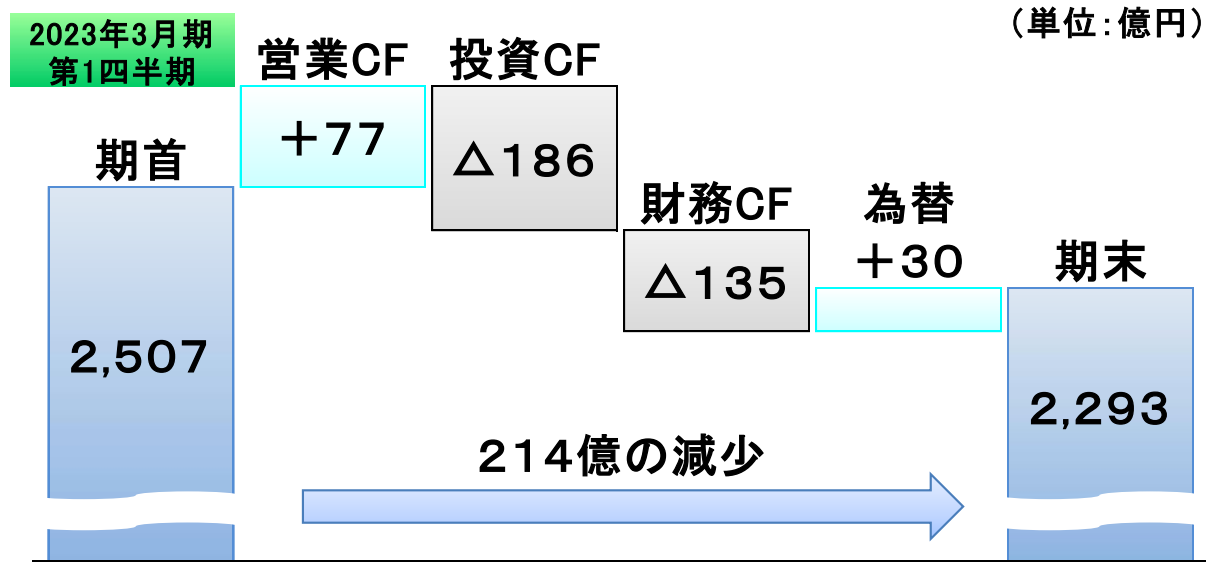 2023年3月期
第1四半期
(単位:億円)
営業CF
+77
投資CF
△186
期首
2,507
財務CF
△135
為替
+30
期末
2,293
214億の減少